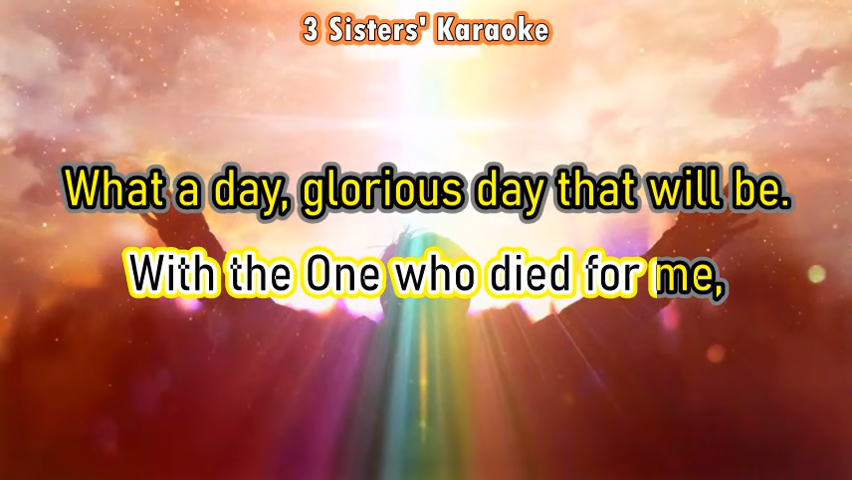 3 Sisters' Karaoke
What a day, glorious day that will be.
With the One who died for me,